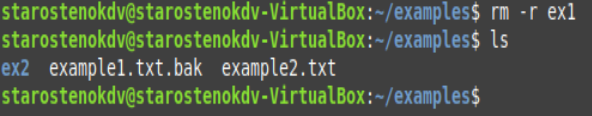 starostenokdv@starostenokdv-VirtualBox:~/examples$ rm -r ex1
starostenokdv@starostenokdv-VirtualBox:~/examples$ ls
ex2  example1.txt.bak  example2.txt
starostenokdv@starostenokdv-VirtualBox:~/examples$